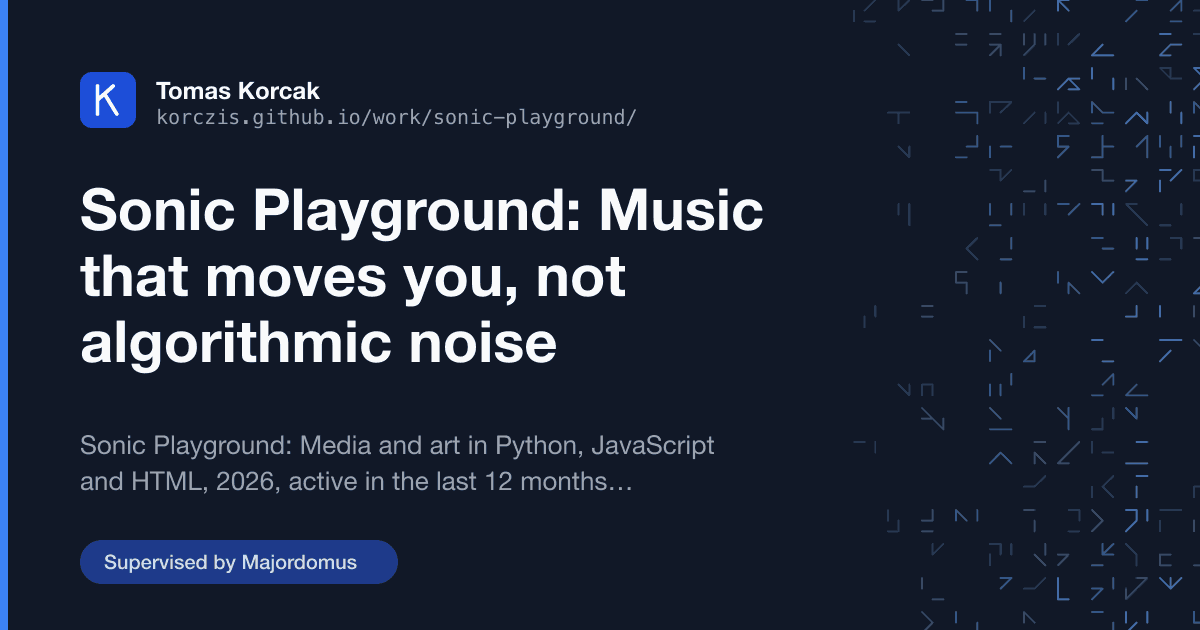 K
Tomas Korcak
korczis.github.io/work/sonic-playground/
Sonic Playground: Music
that moves you, not
algorithmic noise
Sonic Playground: Media and art in Python, JavaScript
and HTML, 2026, active in the last 12 months…
Supervised by Majordomus